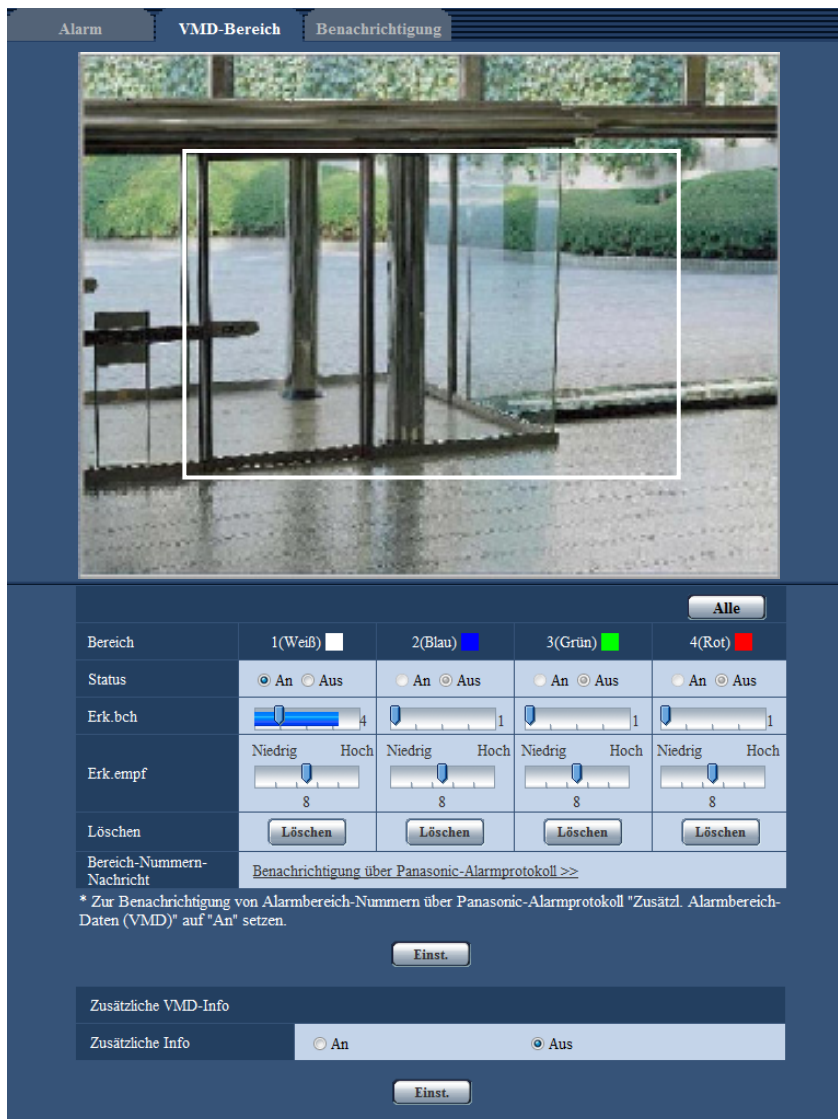 Alarm VMD-Bereich Benachrichtigung
Alle
Bereich 1(Weiß) 2(Blau) 3(Grün) 4(Rot)
Status An Aus An Aus An Aus An Aus
Erk.bch 4 1 1 1
Niedrig Hoch Niedrig Hoch Niedrig Hoch Niedrig Hoch
Erk.empf
8 8 8 8
Löschen Löschen Löschen Löschen Löschen
Bereich-Nummern-
Nachricht
Benachrichtigung über Panasonic-Alarmprotokoll >>
* Zur Benachrichtigung von Alarmbereich-Nummern über Panasonic-Alarmprotokoll "Zusätzl. Alarmbereich-
Daten (VMD)" auf "An" setzen.
Einst.
Zusätzliche VMD-Info
Zusätzliche Info An Aus
Einst.